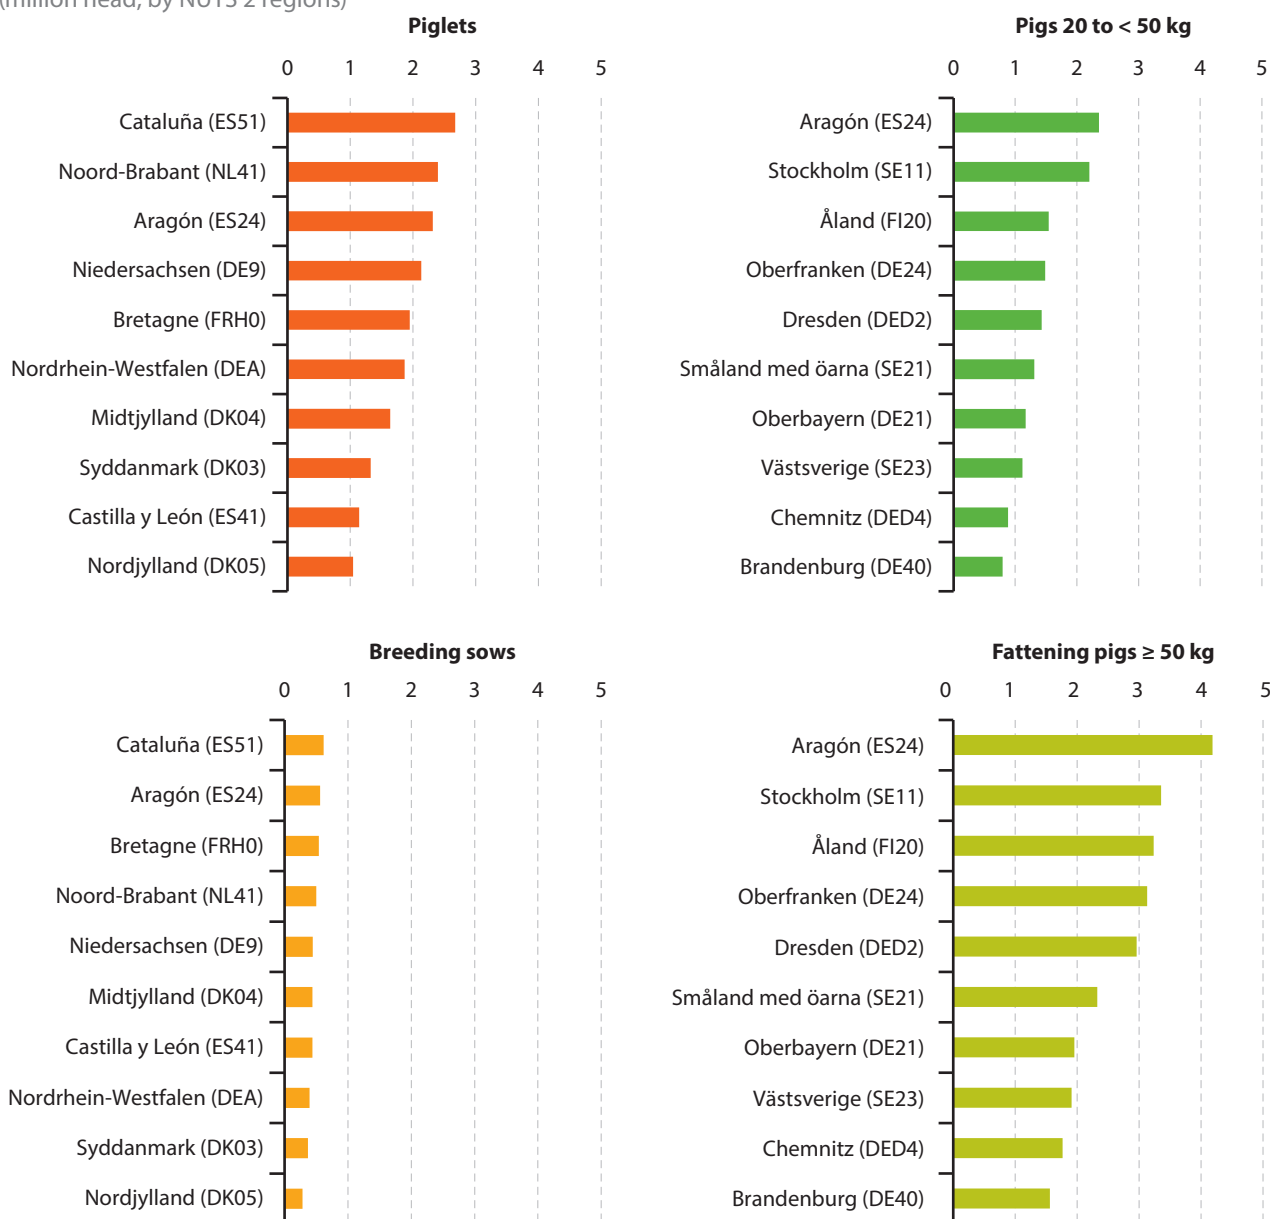 (million head, by NUTS 2 regions)
Piglets
0 1 2 3 4 5
Cataluña (ES51)
Noord-Brabant (NL41)
Aragón (ES24)
Niedersachsen (DE9)
Bretagne (FRH0)
Nordrhein-Westfalen (DEA)
Midtjylland (DK04)
Syddanmark (DK03)
Castilla y León (ES41)
Nordjylland (DK05)
Pigs 20 to < 50 kg
0 1 2 3 4 5
Aragón (ES24)
Stockholm (SE11)
Åland (FI20)
Oberfranken (DE24)
Dresden (DED2)
Småland med öarna (SE21)
Oberbayern (DE21)
Västsverige (SE23)
Chemnitz (DED4)
Brandenburg (DE40)
Breeding sows
0 1 2 3 4 5
Cataluña (ES51)
Aragón (ES24)
Bretagne (FRH0)
Noord-Brabant (NL41)
Niedersachsen (DE9)
Midtjylland (DK04)
Castilla y León (ES41)
Nordrhein-Westfalen (DEA)
Syddanmark (DK03)
Nordjylland (DK05)
Fattening pigs ≥ 50 kg
0 1 2 3 4 5
Aragón (ES24)
Stockholm (SE11)
Åland (FI20)
Oberfranken (DE24)
Dresden (DED2)
Småland med öarna (SE21)
Oberbayern (DE21)
Västsverige (SE23)
Chemnitz (DED4)
Brandenburg (DE40)